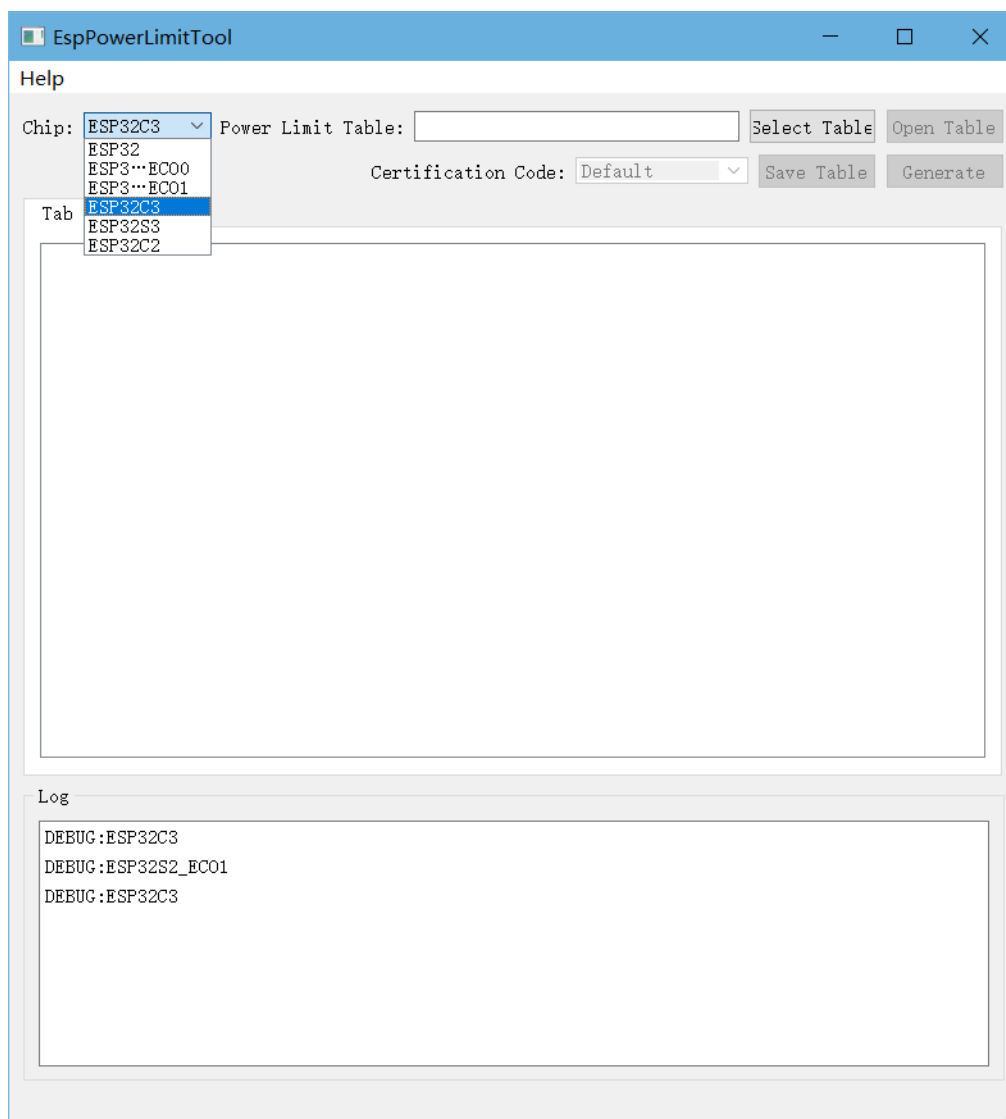 EspPowerLimitTool
Help
Chip: ESP32C3 Power Limit Table: Select Table Open Table
ESP32
ESP3···ECO0
ESP3···ECO1
ESP32C3
ESP32S3
ESP32C2
Certification Code: Default Save Table Generate
Tab
Log
DEBUG:ESP32C3
DEBUG:ESP32S2_ECO1
DEBUG:ESP32C3